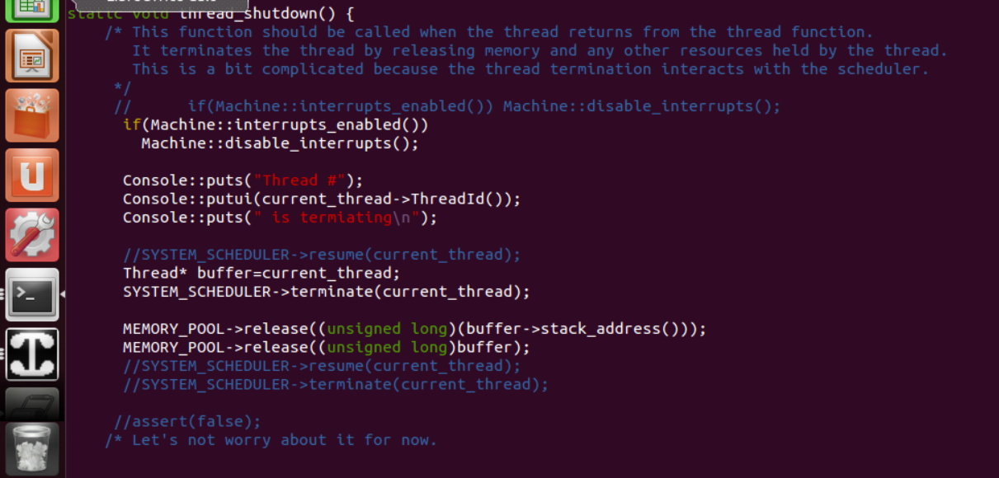 static void thread_shutdown() {
/* This function should be called when the thread returns from the thread function.
It terminates the thread by releasing memory and any other resources held by the thread.
This is a bit complicated because the thread termination interacts with the scheduler.
*/
// if(Machine::interrupts_enabled()) Machine::disable_interrupts();
if(Machine::interrupts_enabled())
Machine::disable_interrupts();
Console::puts("Thread #");
Console::putui(current_thread->ThreadId());
Console::puts(" is termiating\n");
//SYSTEM_SCHEDULER->resume(current_thread);
Thread* buffer=current_thread;
SYSTEM_SCHEDULER->terminate(current_thread);
MEMORY_POOL->release((unsigned long)(buffer->stack_address()));
MEMORY_POOL->release((unsigned long)buffer);
//SYSTEM_SCHEDULER->resume(current_thread);
//SYSTEM_SCHEDULER->terminate(current_thread);
//assert(false);
/* Let's not worry about it for now.